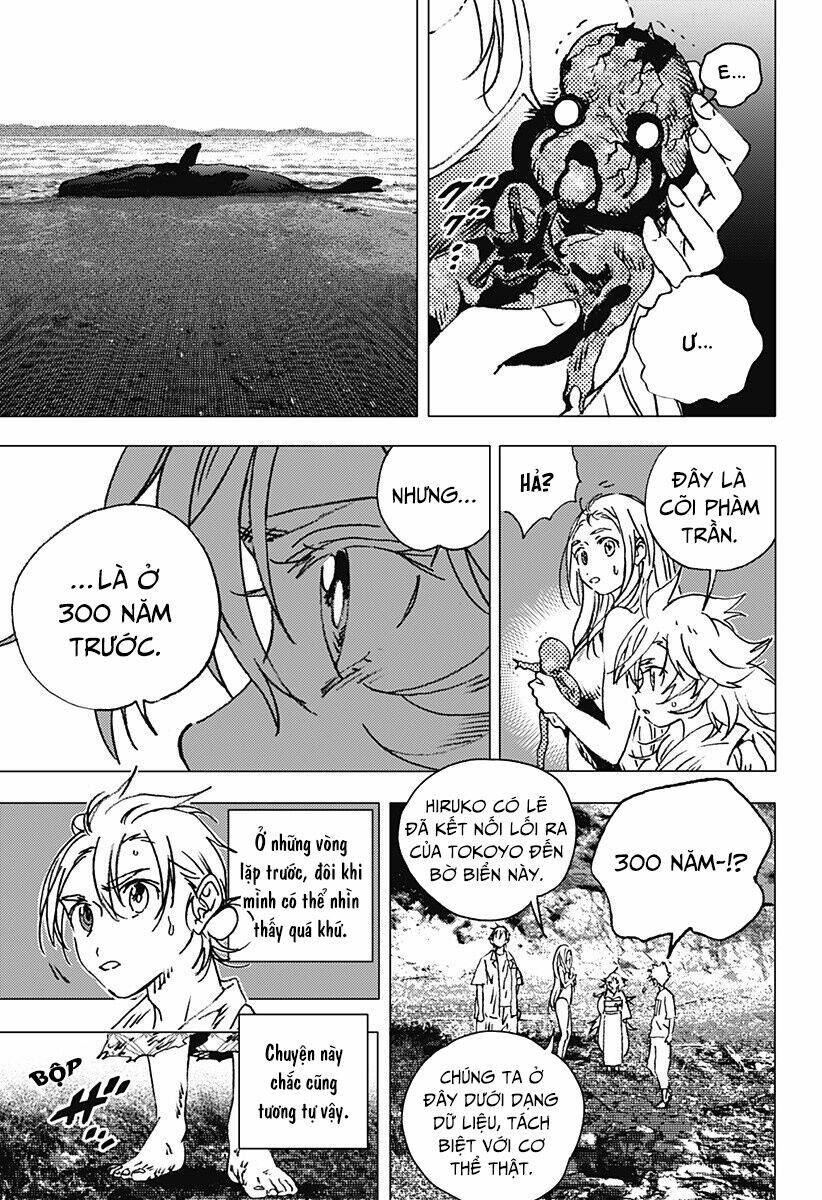 E...
グ
グ...
Ư...
ĐÂY LÀ
CÕI PHÀM
TRẦN.
HẢ?
NHƯNG...
...LÀ Ở
300 NĂM
TRƯỚC.
300 NĂM-!?
HIRUKO CÓ LẼ
ĐÃ KẾT NỐI LỐI RA
CỦA TOKOYO ĐẾN
BỜ BIỂN NÀY.
CHÚNG TA Ở
ĐÂY DƯỚI DẠNG
DỮ LIỆU, TÁCH
BIỆT VỚI CƠ
THỂ THẬT.
Ở những vòng
lặp trước, đôi khi
mình có thể nhìn
thấy quá khứ.
Chuyện này
chắc cũng
tương tự vậy.
BỘP